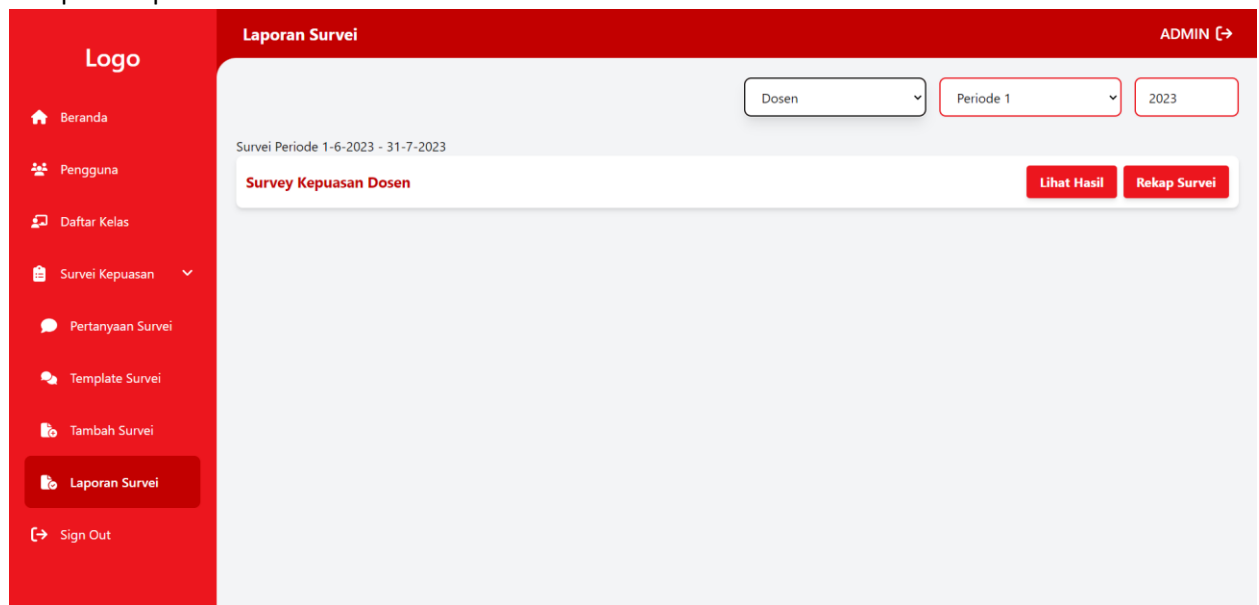 Logo
Beranda
Pengguna
Daftar Kelas
Survei Kepuasan
Pertanyaan Survei
Template Survei
Tambah Survei
Laporan Survei
Sign Out
Laporan Survei
ADMIN
Dosen
Periode 1
2023
Survei Periode 1-6-2023 - 31-7-2023
Survey Kepuasan Dosen
Lihat Hasil
Rekap Survei